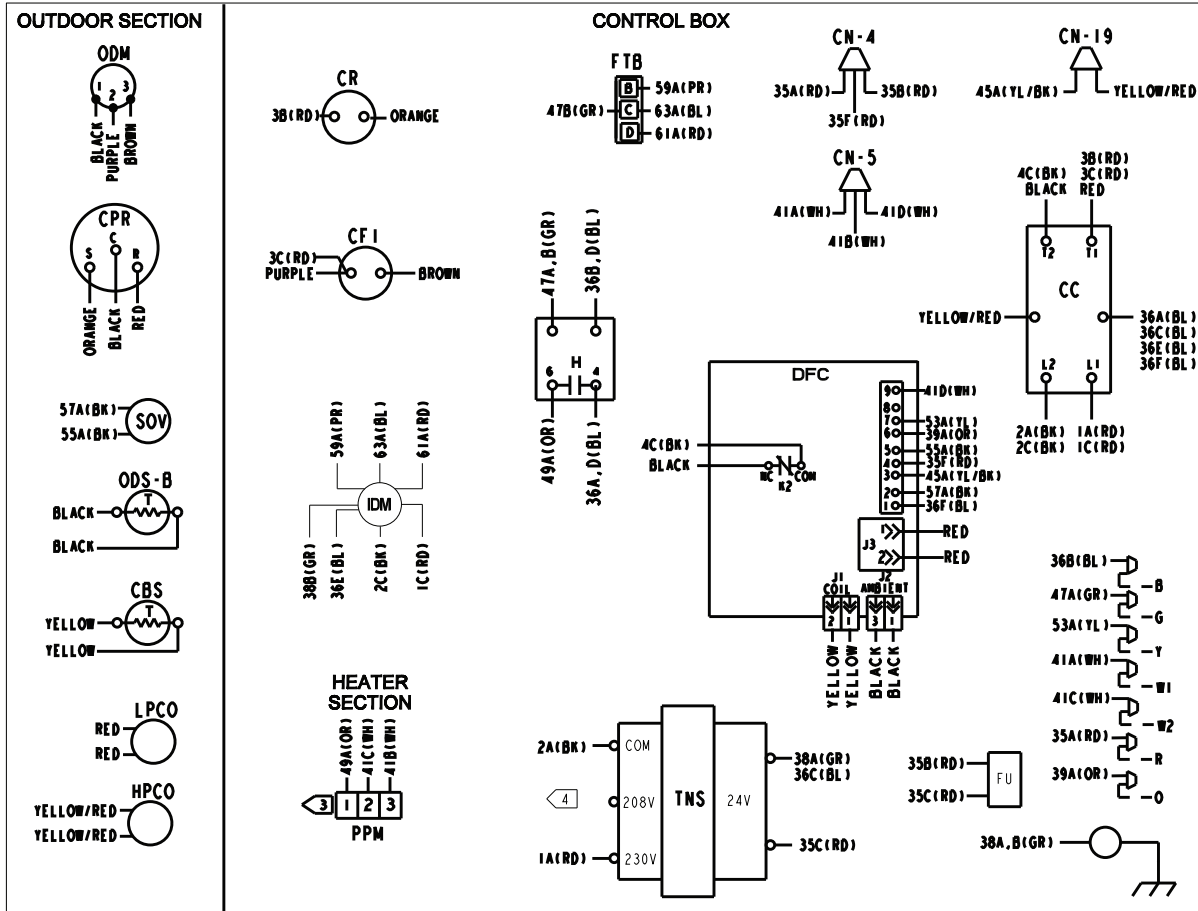 OUTDOOR SECTION
ODM
1
2
3
BLACK
PURPLE
BROWN
CPR
C
S
R
ORANGE
BLACK
RED
57A(BK)
55A(BK)
SOV
ODS-B
T
BLACK
BLACK
CBS
T
YELLOW
YELLOW
LPCO
RED
RED
HPCO
YELLOW/RED
YELLOW/RED
CONTROL BOX
CR
3B(RD)
ORANGE
CF1
3C(RD)
PURPLE
BROWN
59A(PR)
63A(BL)
61A(RD)
IDM
38B(GR)
36E(BL)
2C(BK)
1C(RD)
HEATER SECTION
49A(OR)
41C(WH)
41B(WH)
3
1
2
3
PPM
FTB
B
59A(PR)
47B(GR)
C
63A(BL)
D
61A(RD)
47A,B(GR)
36B,D(BL)
H
6
4
49A(OR)
36A,D(BL)
CN-4
35A(RD)
35B(RD)
35F(RD)
CN-5
41A(WH)
41D(WH)
41B(WH)
CN-19
45A(YL/BK)
YELLOW/RED
4C(BK)
BLACK
3B(RD)
3C(RD)
RED
T2
T1
CC
YELLOW/RED
36A(BL)
36C(BL)
36E(BL)
36F(BL)
L2
L1
2A(BK)
2C(BK)
1A(RD)
1C(RD)
DFC
4C(BK)
BLACK
NC
K2
COM
9
41D(WH)
8
7
53A(YL)
6
39A(OR)
5
55A(BK)
4
35F(RD)
3
45A(YL/BK)
2
57A(BK)
1
36F(BL)
J3
1
RED
2
RED
J1
COIL
J2
AMBIENT
2
1
3
1
YELLOW
YELLOW
BLACK
BLACK
2A(BK)
COM
4
208V
1A(RD)
230V
TNS
24V
38A(GR)
36C(BL)
35C(RD)
35B(RD)
35C(RD)
FU
36B(BL)
B
47A(GR)
G
53A(YL)
Y
41A(WH)
W1
41C(WH)
W2
35A(RD)
R
39A(OR)
O
38A,B(GR)